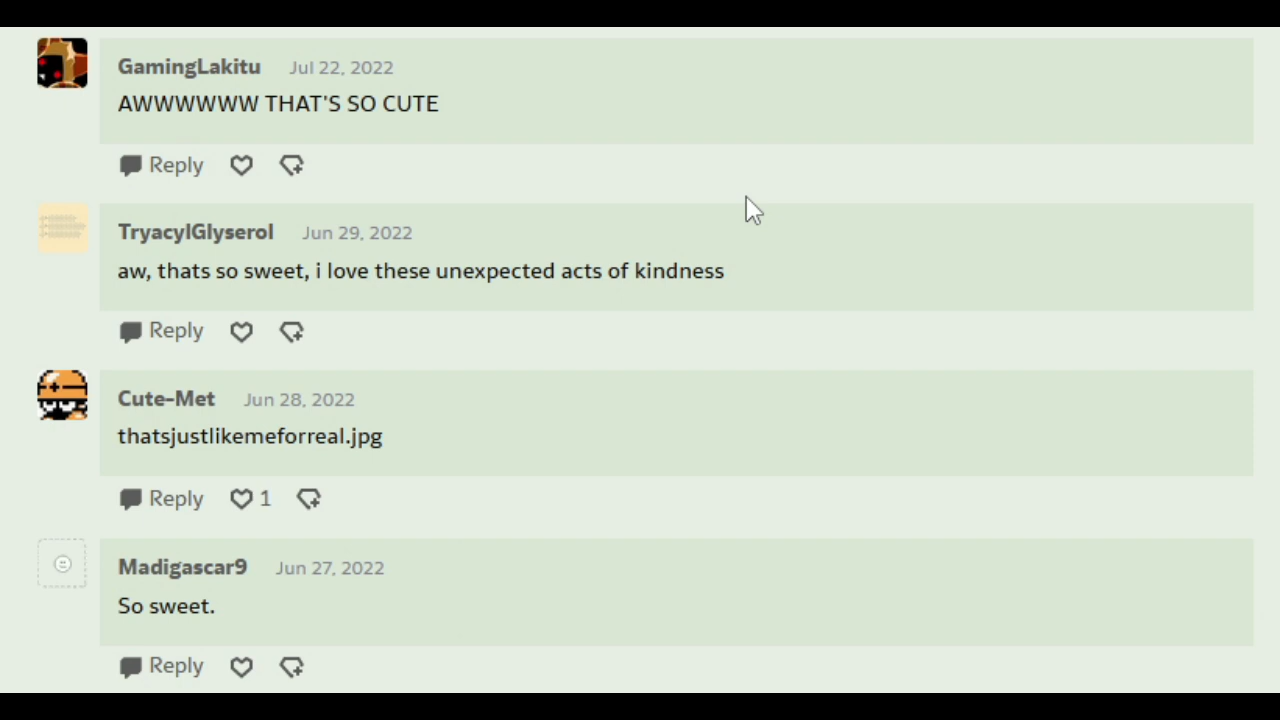 GamingLakitu Jul 22, 2022
AWWWWWW THAT'S SO CUTE
Reply
TryacylGlyserol Jun 29, 2022
aw, thats so sweet, i love these unexpected acts of kindness
Reply
Cute-Met Jun 28, 2022
thatsjustlikemeforreal.jpg
Reply 1
Madigascar9 Jun 27, 2022
So sweet.
Reply